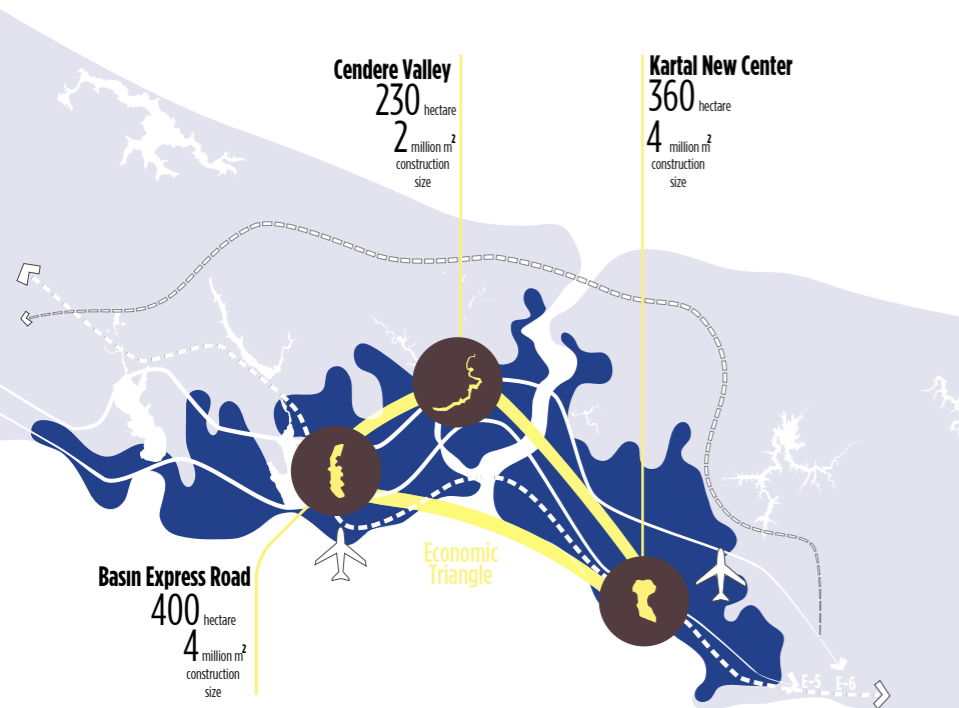 Cendere Valley
230 hectare
2 million m²
construction
size
Kartal New Center
360 hectare
4 million m²
construction
size
Economic
Triangle
Basın Express Road
400 hectare
4 million m²
construction
size
E-5 E-6